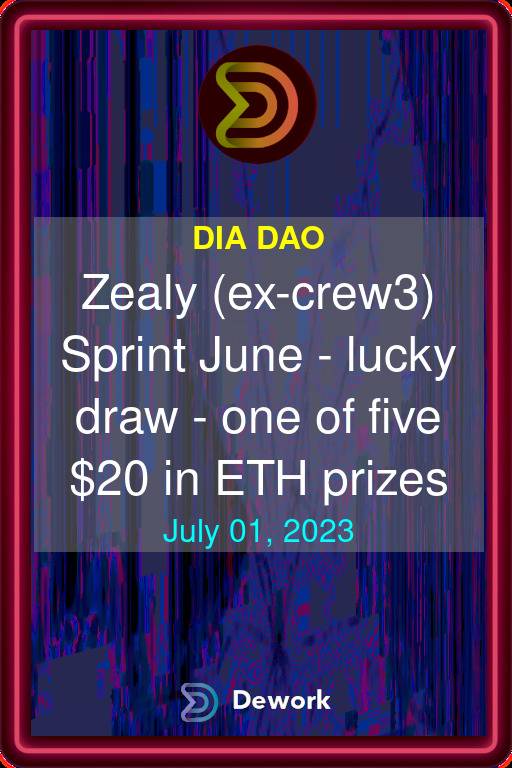 DIA DAO
Zealy (ex-crew3)
Sprint June - lucky
draw - one of five
$20 in ETH prizes
July 01, 2023
Dework